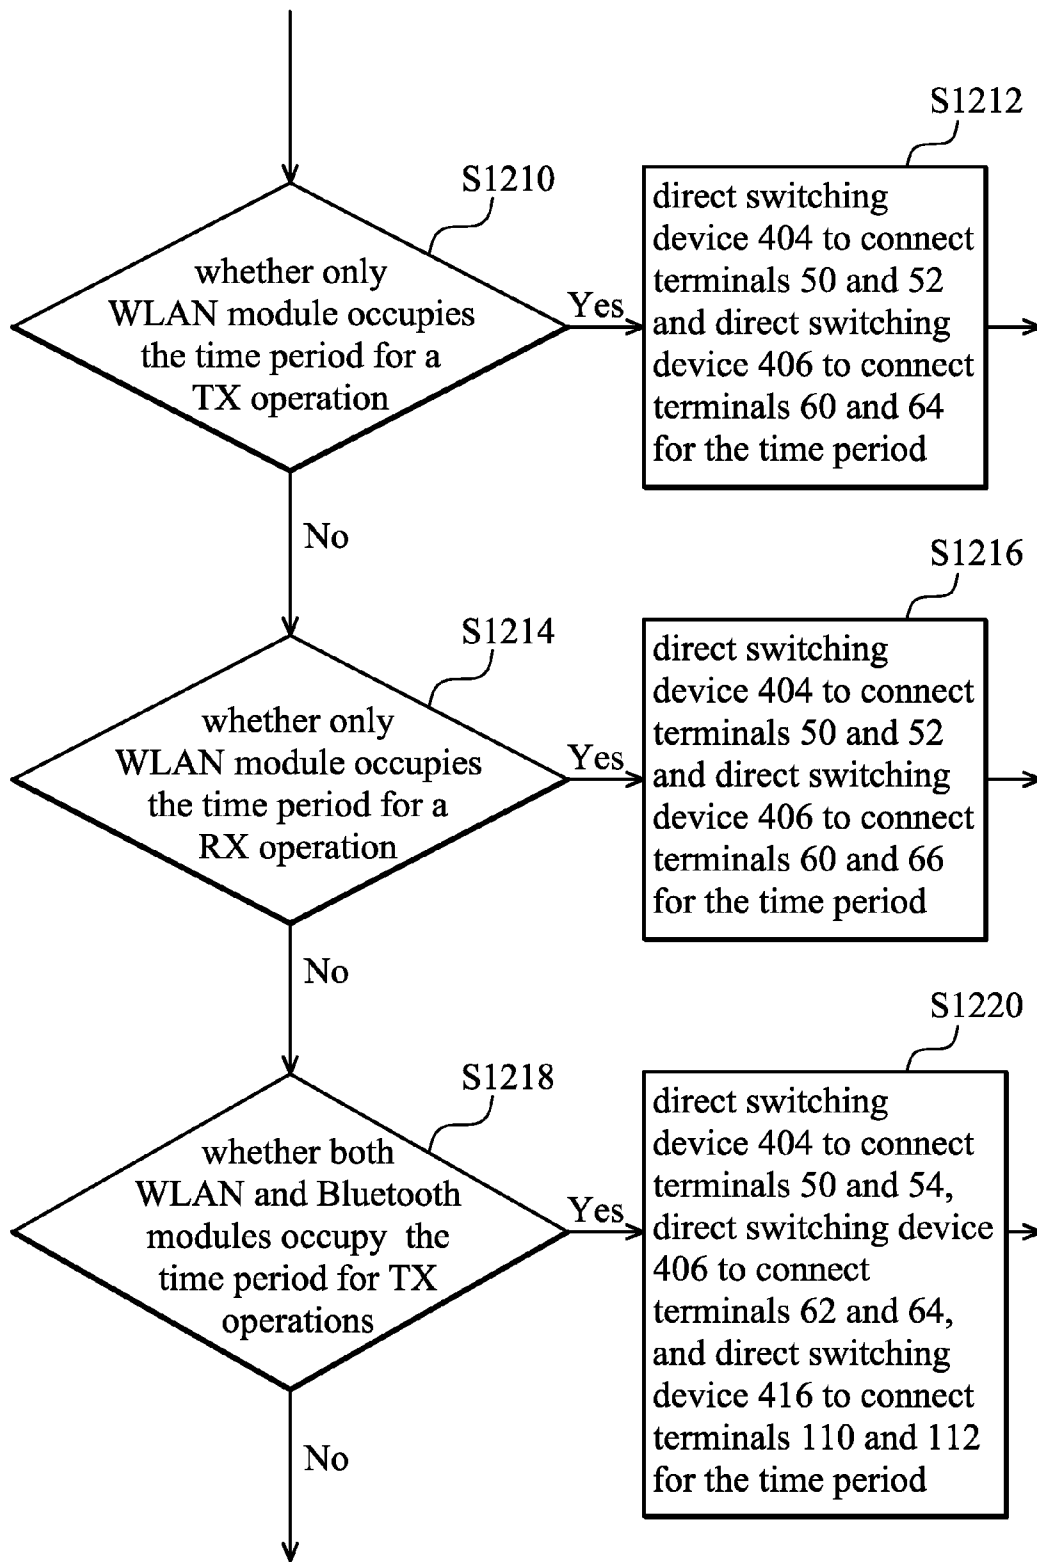 S1210
whether only
WLAN module occupies
the time period for a
TX operation
Yes
S1212
direct switching
device 404 to connect
terminals 50 and 52
and direct switching
device 406 to connect
terminals 60 and 64
for the time period
No
S1214
whether only
WLAN module occupies
the time period for a
RX operation
Yes
S1216
direct switching
device 404 to connect
terminals 50 and 52
and direct switching
device 406 to connect
terminals 60 and 66
for the time period
No
S1218
whether both
WLAN and Bluetooth
modules occupy the
time period for TX
operations
Yes
S1220
direct switching
device 404 to connect
terminals 50 and 54,
direct switching device
406 to connect
terminals 62 and 64,
and direct switching
device 416 to connect
terminals 110 and 112
for the time period
No